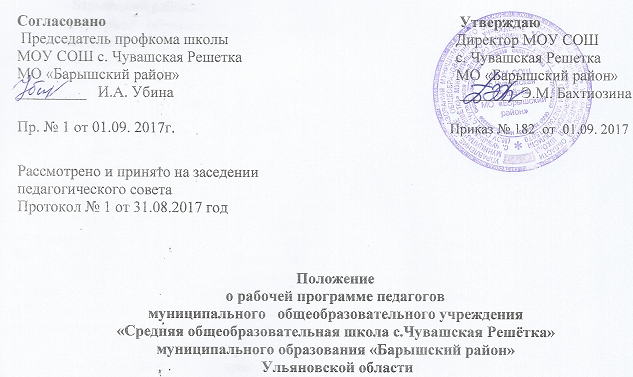 Согласовано
Председатель профкома школы
МОУ СОШ с. Чувашская Решетка
МО «Барышский район»
И.А. Убина
Пр. № 1 от 01.09. 2017г.
Утверждаю
Директор МОУ СОШ
с. Чувашская Решетка
МО «Барышский район»
Э.М. Бахтиозина
Приказ № 182 от 01.09.2017
Рассмотрено и принято на заседении
педагогического совета
Протокол № 1 от 31.08.2017 год
Положение
о рабочей программе педагогов
муниципального общеобразовательного учреждения
«Средняя общеобразовательная школа с.Чувашская Решётка»
муниципального образования «Барышский район»
Ульяновской области